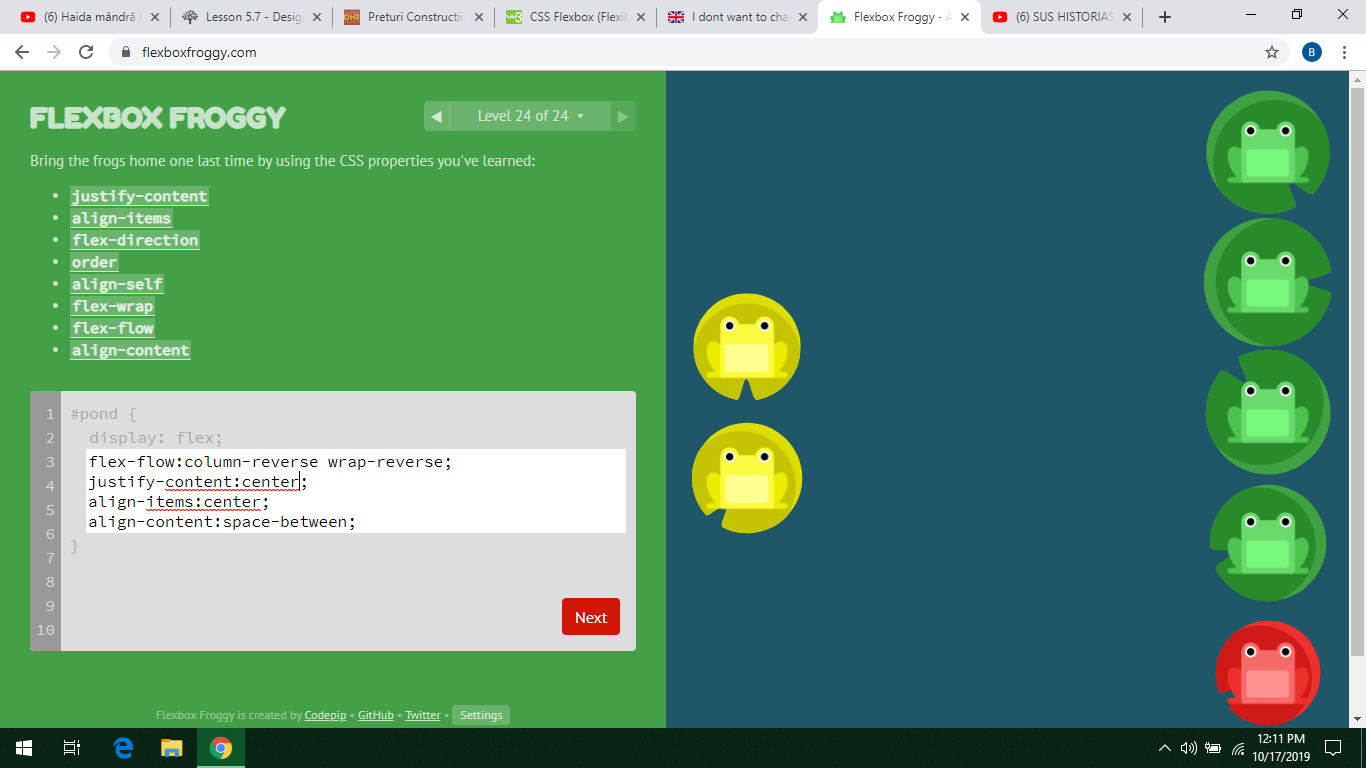 (6) Haida mândră l
Lesson 5.7 - Desig
Preturi Constructii
CSS Flexbox (Flexil
I dont want to cha
Flexbox Froggy - A
(6) SUS HISTORIAS
flexboxfroggy.com
B
FLEXBOX FROGGY
Level 24 of 24
Bring the frogs home one last time by using the CSS properties you've learned:
justify-content
align-items
flex-direction
order
align-self
flex-wrap
flex-flow
align-content
1 #pond {
2 display: flex;
3 flex-flow:column-reverse wrap-reverse;
4 justify-content:center;
5 align-items:center;
6 align-content:space-between;
7 }
8
9
10
Next
Flexbox Froggy is created by Codepip • GitHub • Twitter • Settings
12:11 PM
10/17/2019